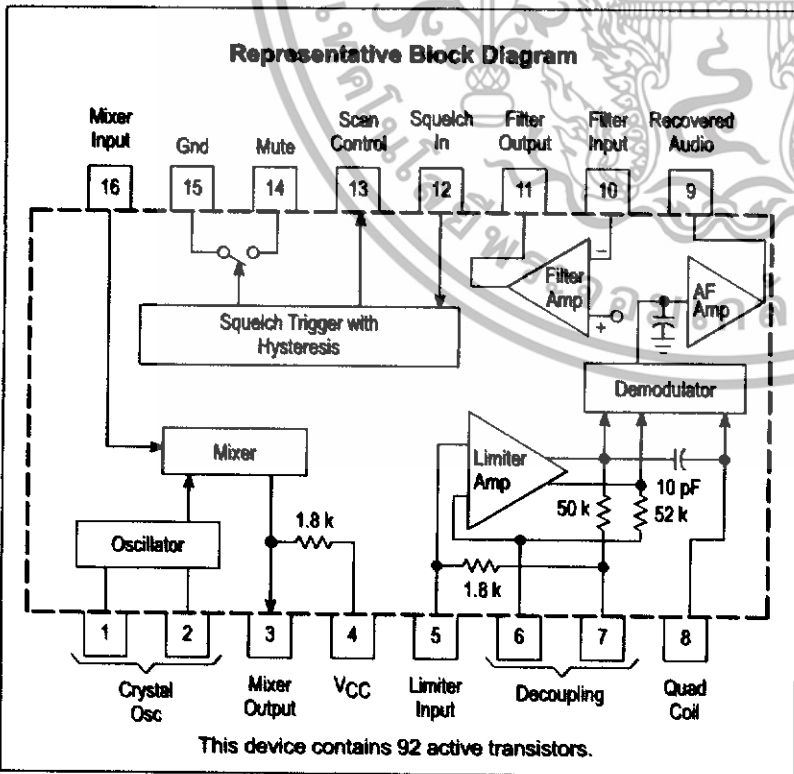 Representative Block Diagram
Mixer Input
Gnd
Mute
Scan Control
Squelch In
Filter Output
Filter Input
Recovered Audio
16
15
14
13
12
11
10
9
Filter Amp
−
+
AF Amp
Squelch Trigger with Hysteresis
Demodulator
Mixer
Limiter Amp
10 pF
50 k
52 k
1.8 k
Oscillator
1.8 k
1
2
3
4
5
6
7
8
Crystal Osc
Mixer Output
VCC
Limiter Input
Decoupling
Quad Coil
This device contains 92 active transistors.